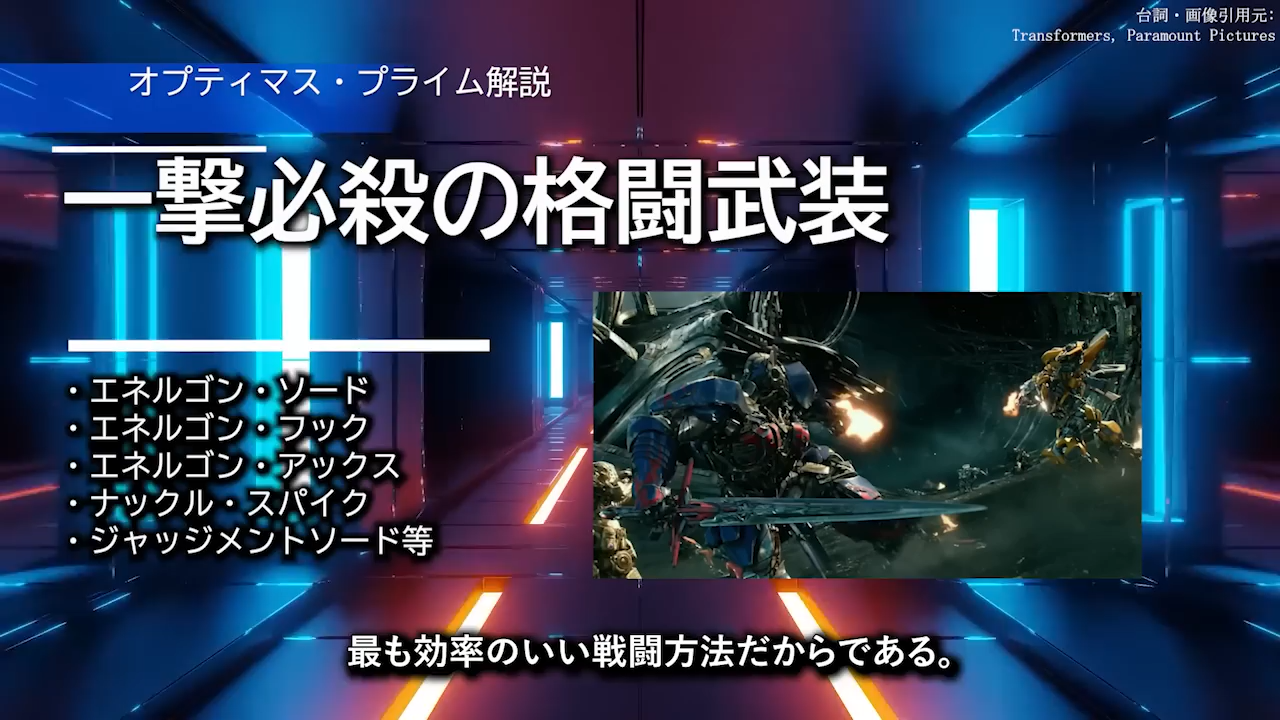 台詞・画像引用元:
Transformers, Paramount Pictures
オプティマス・プライム解説
一撃必殺の格闘武装
・エネルゴン・ソード
・エネルゴン・フック
・エネルゴン・アックス
・ナックル・スパイク
・ジャッジメントソード等
最も効率のいい戦闘方法だからである。